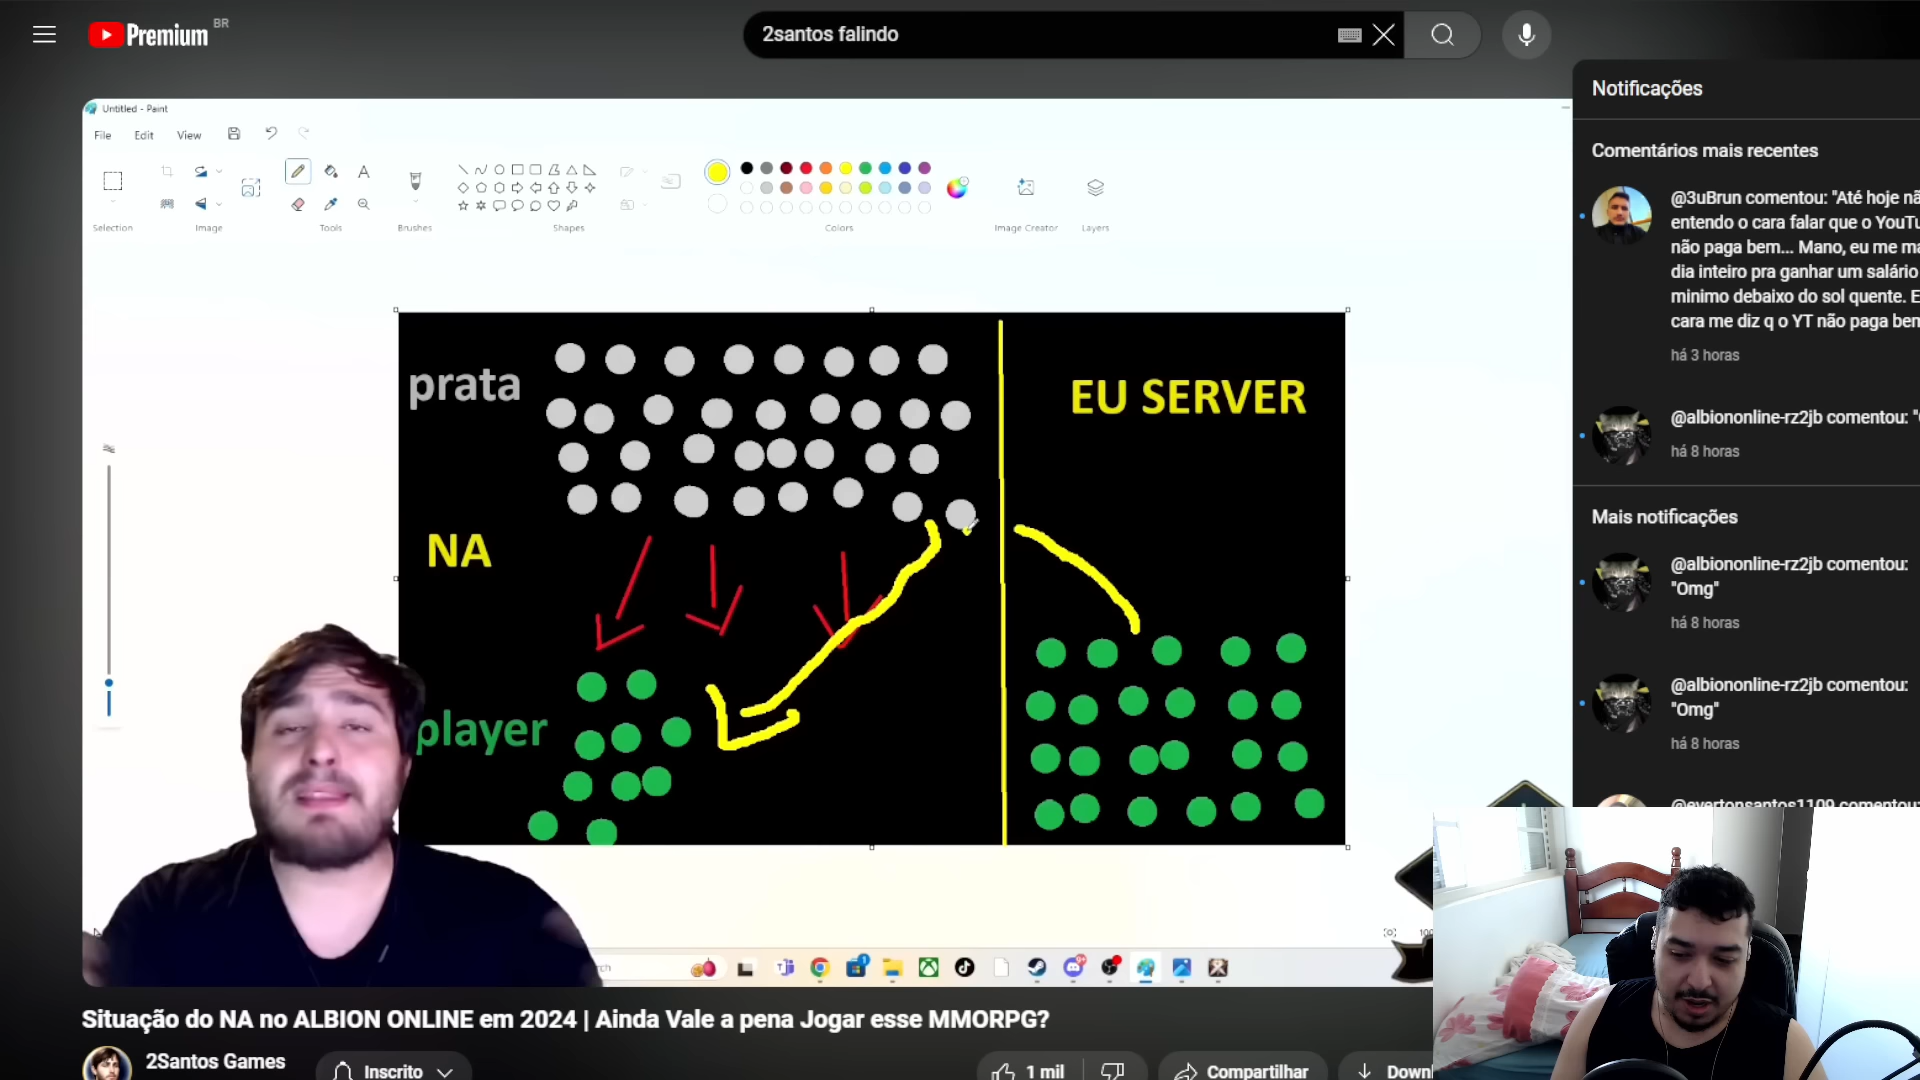 Premium BR
2santos falindo
Notificações
Comentários mais recentes
@3uBrun comentou: "Até hoje nã
entendo o cara falar que o YouTu
não paga bem... Mano, eu me ma
dia inteiro pra ganhar um salário
minimo debaixo do sol quente. E
cara me diz q o YT não paga bem
há 3 horas
@albiononline-rz2jb comentou: "
há 8 horas
Mais notificações
@albiononline-rz2jb comentou:
"Omg"
há 8 horas
@albiononline-rz2jb comentou:
"Omg"
há 8 horas
@evertonsantos1109 comentou:
Untitled - Paint
File Edit View
Selection Image Tools Brushes Shapes Colors Image Creator Layers
prata
EU SERVER
NA
player
Situação do NA no ALBION ONLINE em 2024 | Ainda Vale a pena Jogar esse MMORPG?
2Santos Games
Inscrito
1 mil
Compartilhar
Downl